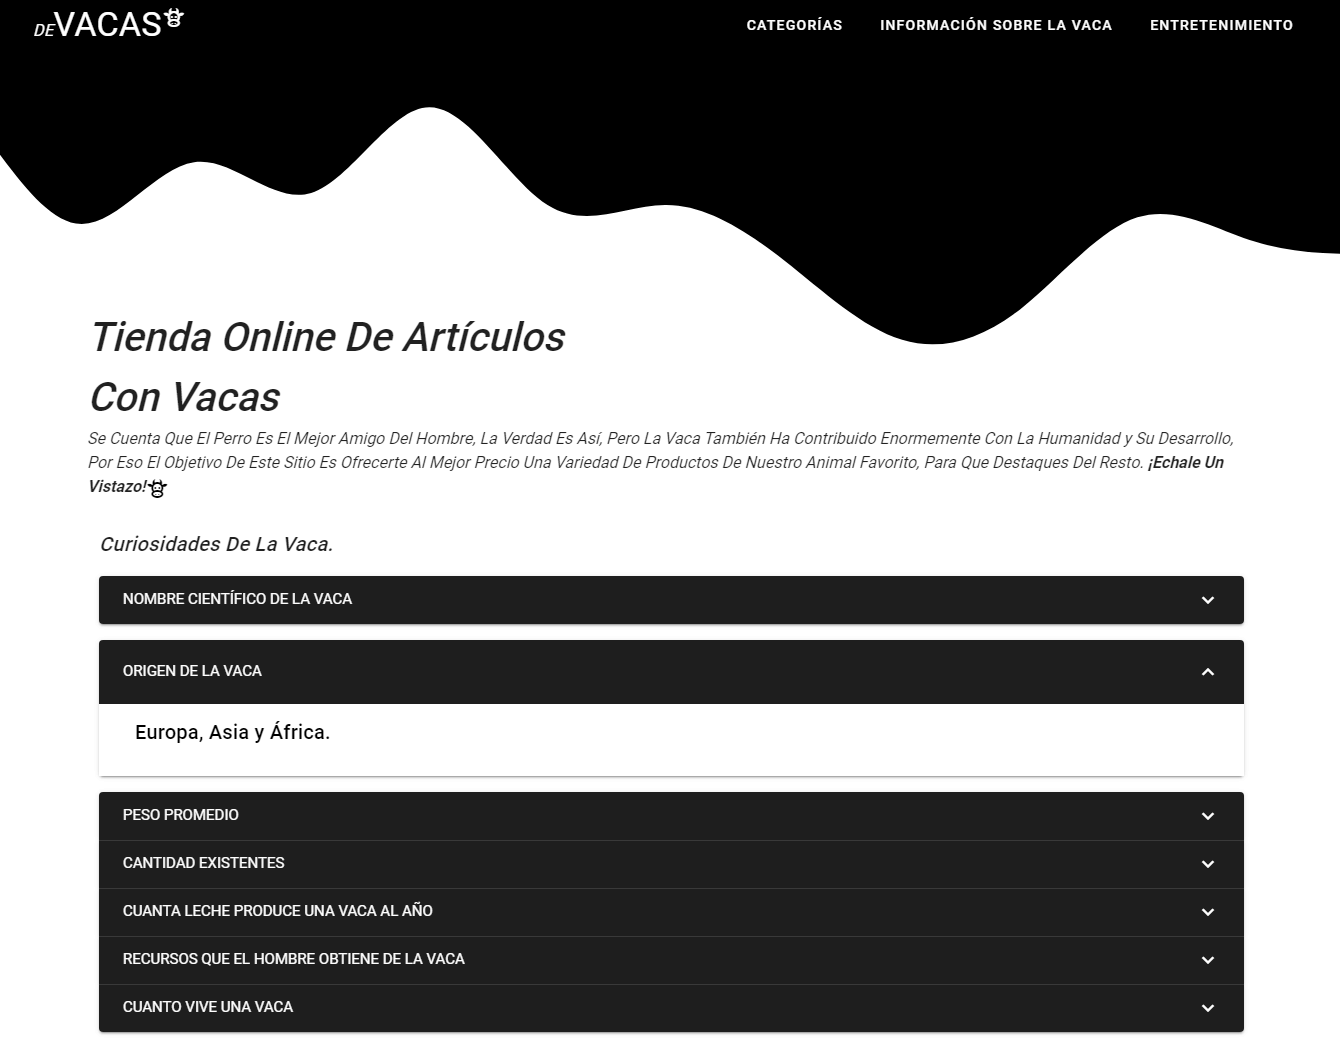 DEVACAS
CATEGORÍAS INFORMACIÓN SOBRE LA VACA ENTRETENIMIENTO
Tienda Online De Artículos
Con Vacas
Se Cuenta Que El Perro Es El Mejor Amigo Del Hombre, La Verdad Es Así, Pero La Vaca También Ha Contribuido Enormemente Con La Humanidad y Su Desarrollo,
Por Eso El Objetivo De Este Sitio Es Ofrecerte Al Mejor Precio Una Variedad De Productos De Nuestro Animal Favorito, Para Que Destaques Del Resto. ¡Echale Un
Vistazo!
Curiosidades De La Vaca.
NOMBRE CIENTÍFICO DE LA VACA
ORIGEN DE LA VACA
Europa, Asia y África.
PESO PROMEDIO
CANTIDAD EXISTENTES
CUANTA LECHE PRODUCE UNA VACA AL AÑO
RECURSOS QUE EL HOMBRE OBTIENE DE LA VACA
CUANTO VIVE UNA VACA